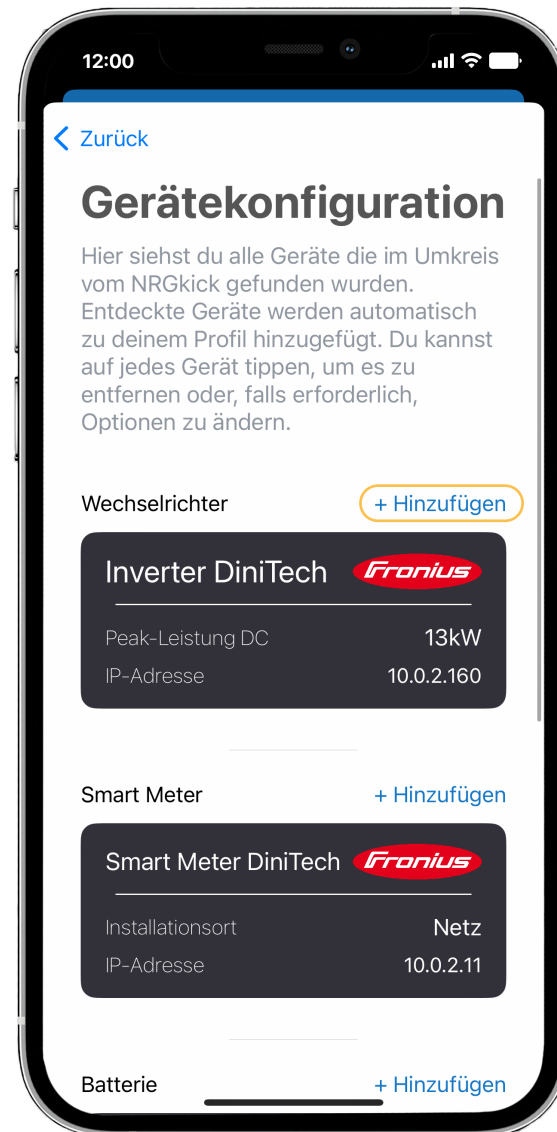 12:00
Zurück
Gerätekonfiguration
Hier siehst du alle Geräte die im Umkreis
vom NRGkick gefunden wurden.
Entdeckte Geräte werden automatisch
zu deinem Profil hinzugefügt. Du kannst
auf jedes Gerät tippen, um es zu
entfernen oder, falls erforderlich,
Optionen zu ändern.
Wechselrichter + Hinzufügen
Inverter DiniTech Fronius
Peak-Leistung DC 13kW
IP-Adresse 10.0.2.160
Smart Meter + Hinzufügen
Smart Meter DiniTech Fronius
Installationsort Netz
IP-Adresse 10.0.2.11
Batterie + Hinzufügen